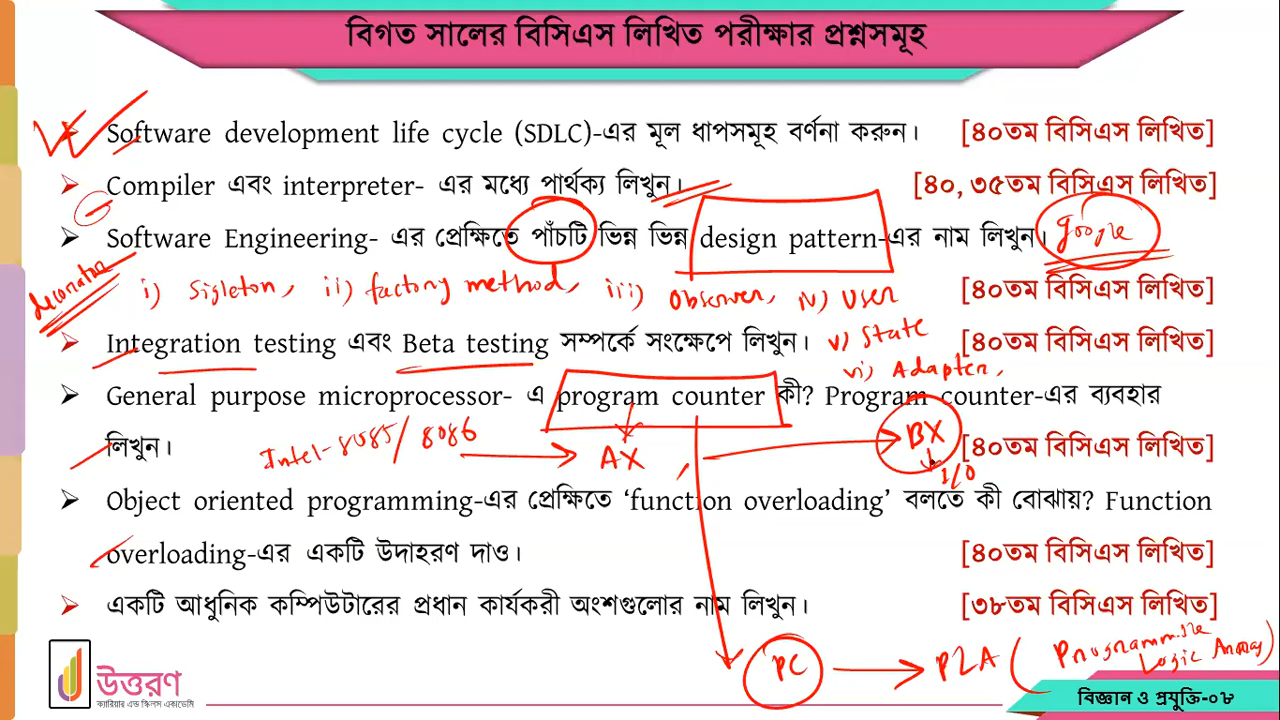 বিগত সালের বিসিএস লিখিত পরীক্ষার প্রশ্নসমূহ
Software development life cycle (SDLC)-এর মূল ধাপসমূহ বর্ণনা করুন। [৪০তম বিসিএস লিখিত]
Compiler এবং interpreter- এর মধ্যে পার্থক্য লিখুন। [৪০, ৩৫তম বিসিএস লিখিত]
Software Engineering- এর প্রেক্ষিতে পাঁচটি ভিন্ন ভিন্ন design pattern-এর নাম লিখুন। google
decorator i) Sigleton, ii) factory method, iii) Observer, iv) User [৪০তম বিসিএস লিখিত]
Integration testing এবং Beta testing সম্পর্কে সংক্ষেপে লিখুন। v) State [৪০তম বিসিএস লিখিত]
vi) Adapter,
General purpose microprocessor- এ program counter কী? Program counter-এর ব্যবহার
লিখুন। Intel-8085/8086 AX , BX [৪০তম বিসিএস লিখিত]
I/O
Object oriented programming-এর প্রেক্ষিতে ‘function overloading’ বলতে কী বোঝায়? Function
overloading-এর একটি উদাহরণ দাও। [৪০তম বিসিএস লিখিত]
একটি আধুনিক কম্পিউটারের প্রধান কার্যকরী অংশগুলোর নাম লিখুন। [৩৮তম বিসিএস লিখিত]
PC PLA (
Logic Array)
উত্তরণ
ক্যারিয়ার এন্ড স্কিলস একাডেমি
বিজ্ঞান ও প্রযুক্তি-০৮